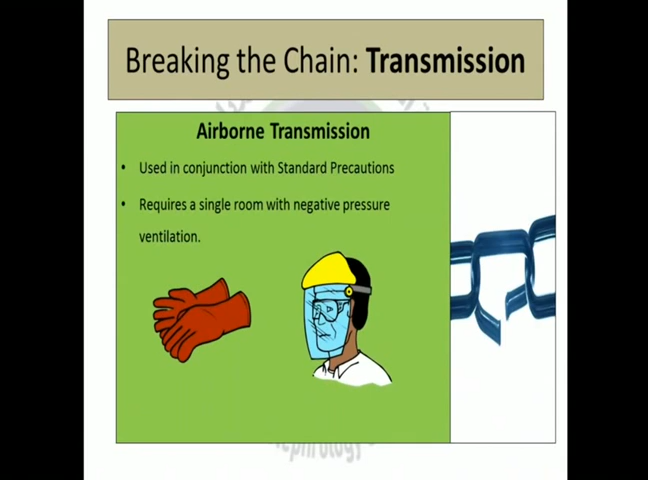 Breaking the Chain: Transmission
Airborne Transmission
• Used in conjunction with Standard Precautions
• Requires a single room with negative pressure
ventilation.